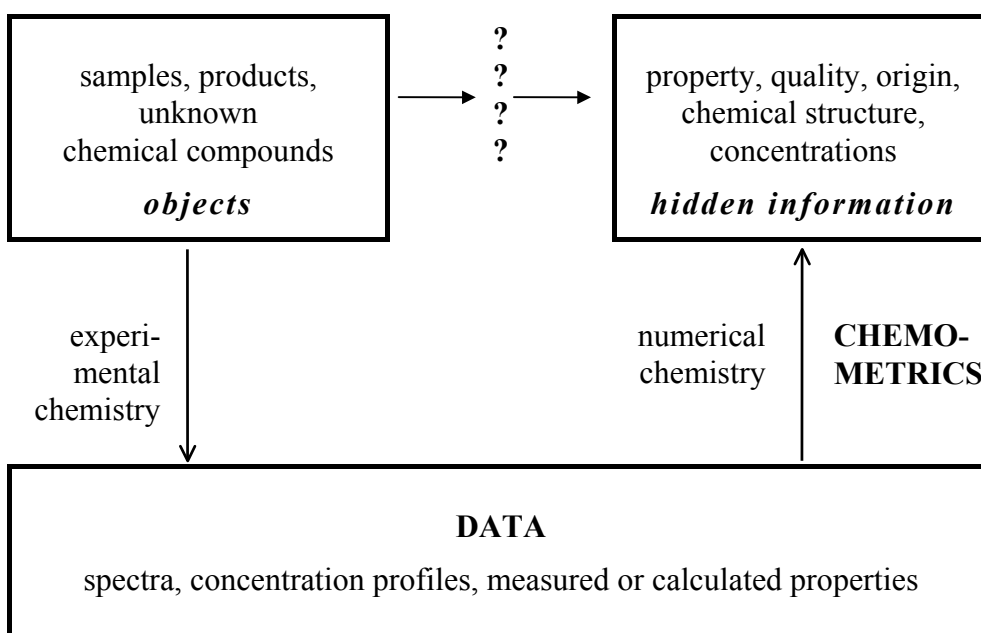 samples, products,
unknown
chemical compounds
objects
?
?
?
?
property, quality, origin,
chemical structure,
concentrations
hidden information
experi-
mental
chemistry
numerical
chemistry
CHEMO-
METRICS
DATA
spectra, concentration profiles, measured or calculated properties